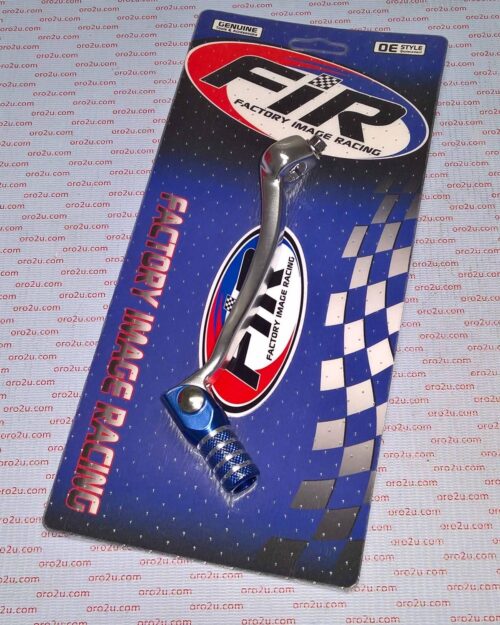 GENUINE
OE STYLE
FIR
FACTORY IMAGE RACING
FIR
FACTORY IMAGE RACING
FACTORY IMAGE RACING
oro2u.com